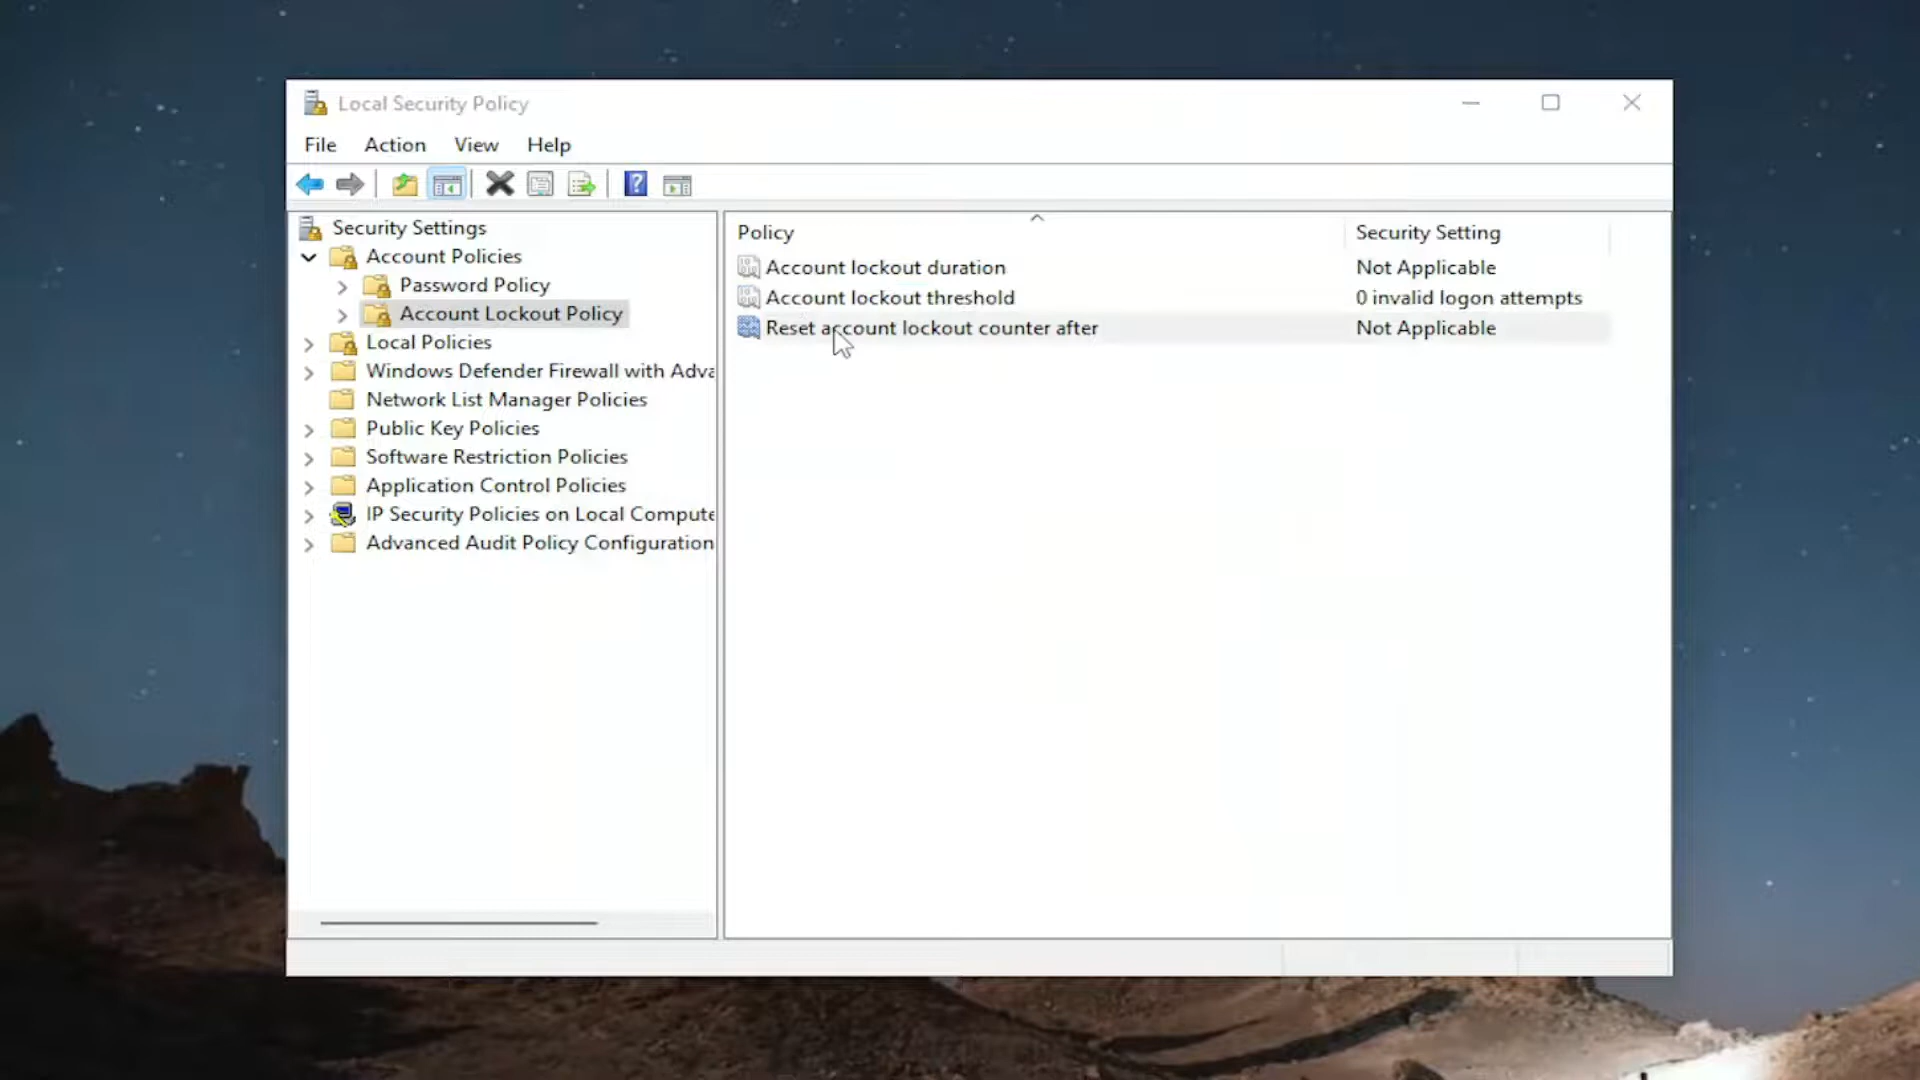 Local Security Policy
File Action View Help
Security Settings
Account Policies
Password Policy
Account Lockout Policy
Local Policies
Windows Defender Firewall with Adva
Network List Manager Policies
Public Key Policies
Software Restriction Policies
Application Control Policies
IP Security Policies on Local Compute
Advanced Audit Policy Configuration
Policy Security Setting
Account lockout duration Not Applicable
Account lockout threshold 0 invalid logon attempts
Reset account lockout counter after Not Applicable